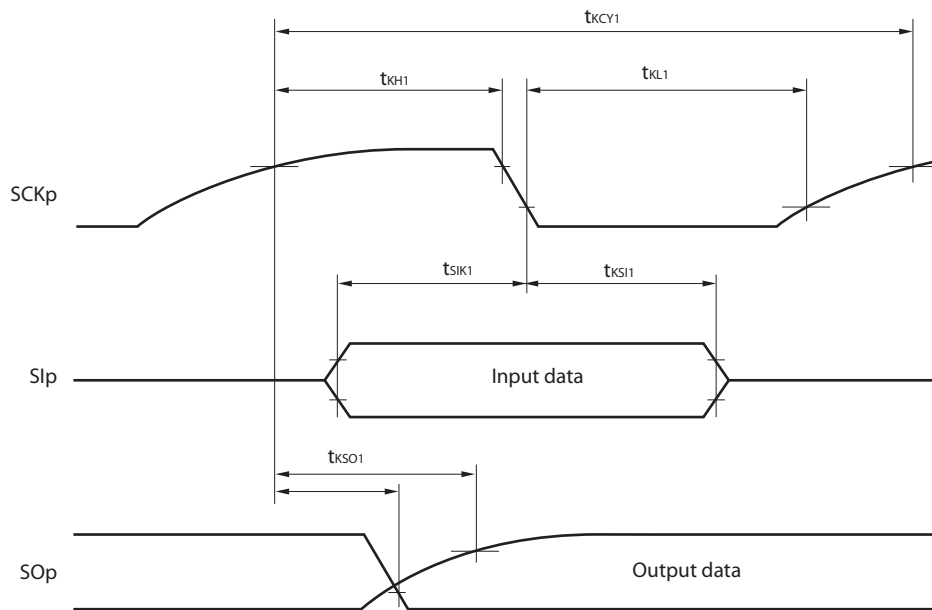 tKCY1
tKH1
tKL1
SCKp
tSIK1
tKSI1
SIp
Input data
tKSO1
SOp
Output data